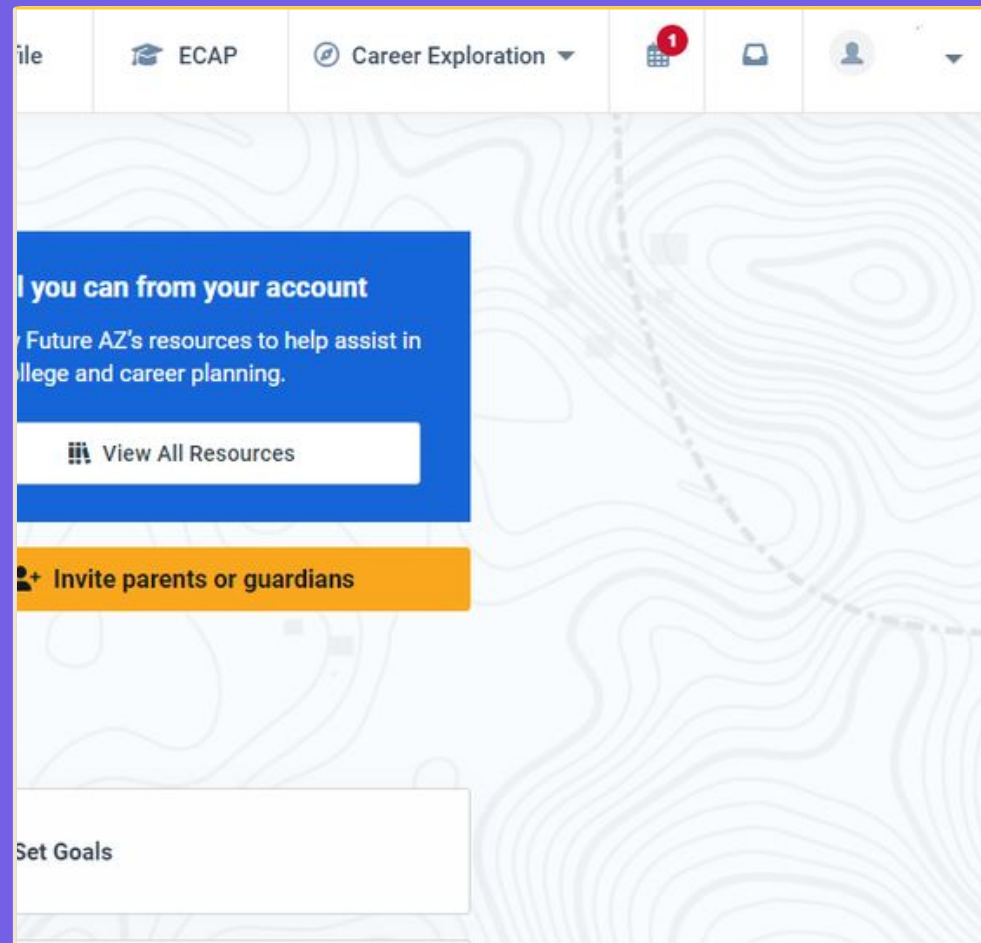 file
ECAP
Career Exploration
1
l you can from your account
y Future AZ's resources to help assist in
llege and career planning.
View All Resources
Invite parents or guardians
Set Goals